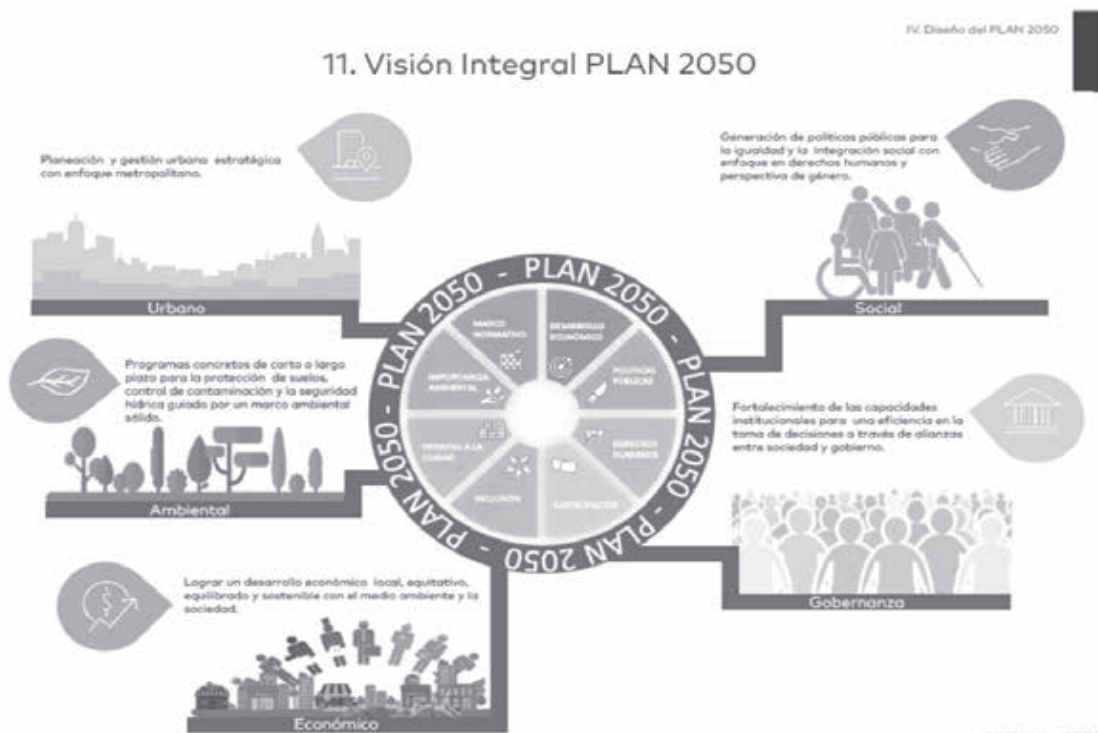 IV. Diseño del PLAN 2050
11. Visión Integral PLAN 2050
Planeación y gestión urbana estratégica
con enfoque metropolitano.
Urbano
Generación de políticas públicas para
la igualdad y la integración social con
enfoque en derechos humanos y
perspectiva de género.
Social
Programas concretos de corto a largo
plazo para la protección de suelos,
control de contaminación y la seguridad
hídrica guiado por un marco ambiental
sólido.
Ambiental
Fortalecimiento de las capacidades
institucionales para una eficiencia en la
toma de decisiones a través de alianzas
entre sociedad y gobierno.
Gobernanza
Lograr un desarrollo económico local, equitativo,
equilibrado y sostenible con el medio ambiente y la
sociedad.
Económico
PLAN 2050 - PLAN 2050 - PLAN 2050 - PLAN 2050 - PLAN 2050 - PLAN 2050 -
MARCO
NORMATIVO
DESARROLLO
ECONÓMICO
POLÍTICAS
PÚBLICAS
DERECHOS
HUMANOS
PARTICIPACIÓN
INCLUSIÓN
DERECHO A LA
CIUDAD
IMPORTANCIA
AMBIENTAL